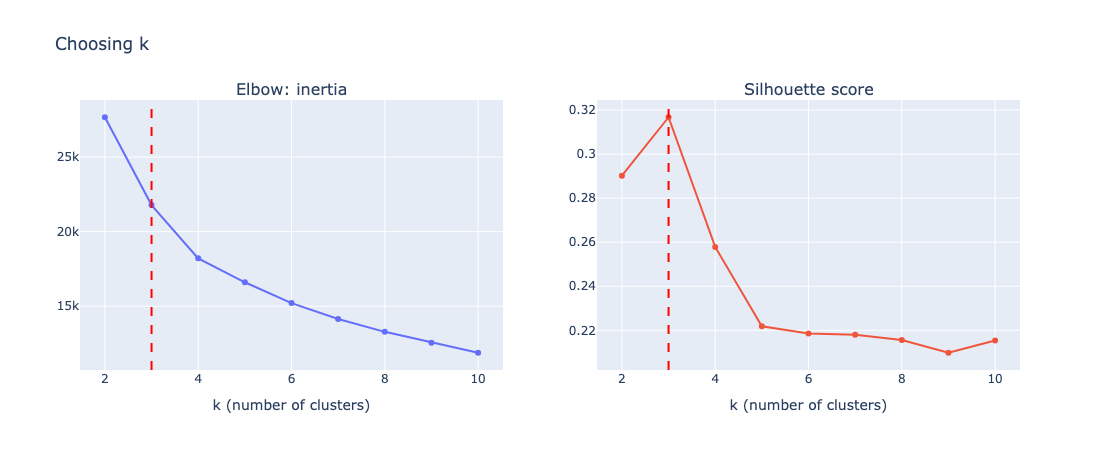 Choosing k
Elbow: inertia
25k
20k
15k
2 4 6 8 10
k (number of clusters)
Silhouette score
0.32
0.3
0.28
0.26
0.24
0.22
2 4 6 8 10
k (number of clusters)